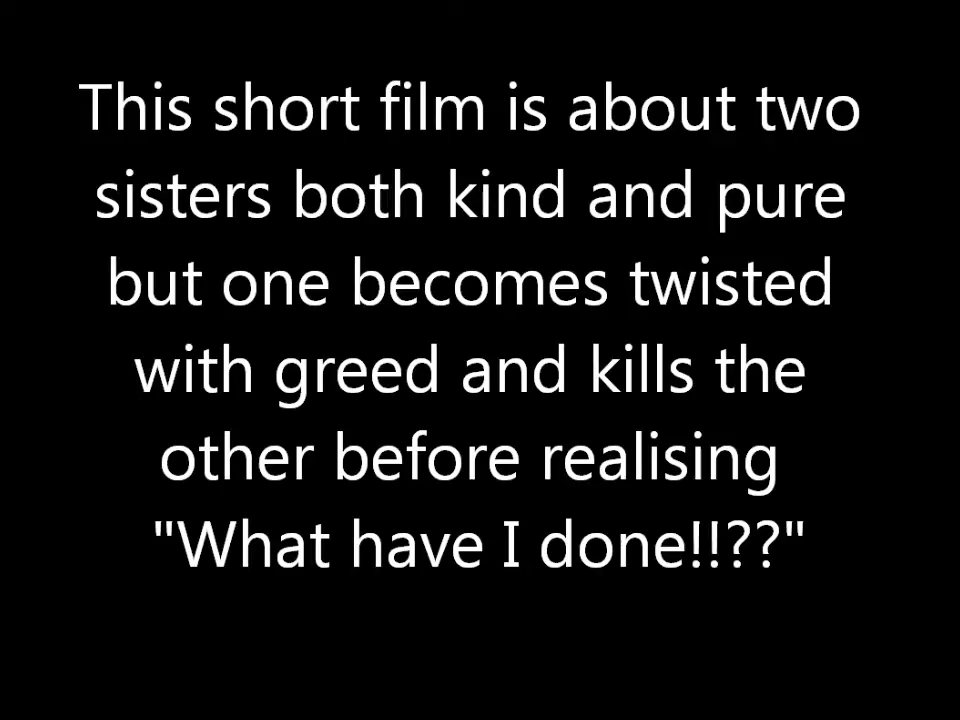 This short film is about two
sisters both kind and pure
but one becomes twisted
with greed and kills the
other before realising
"What have I done!!??"